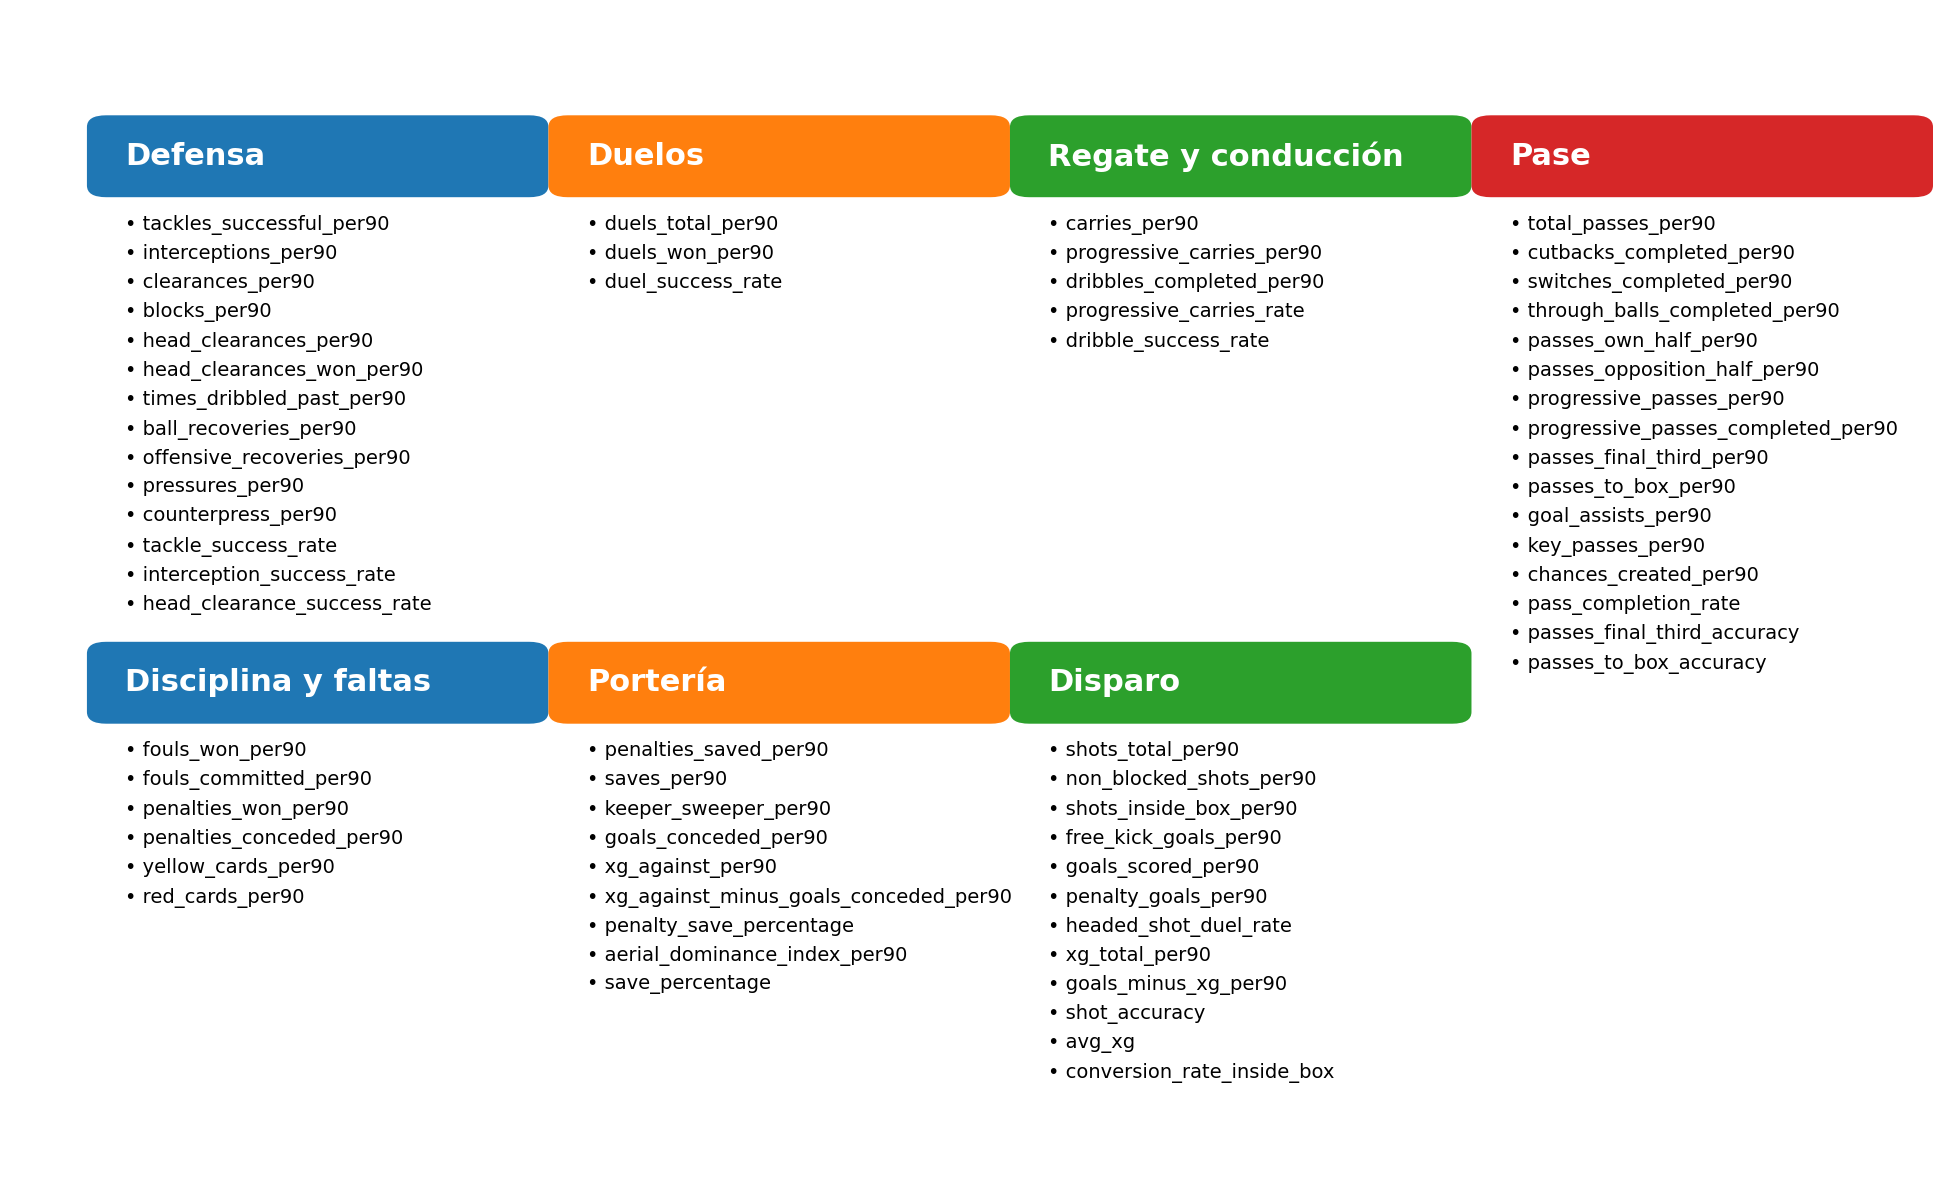 Defensa
• tackles_successful_per90
• interceptions_per90
• clearances_per90
• blocks_per90
• head_clearances_per90
• head_clearances_won_per90
• times_dribbled_past_per90
• ball_recoveries_per90
• offensive_recoveries_per90
• pressures_per90
• counterpress_per90
• tackle_success_rate
• interception_success_rate
• head_clearance_success_rate
Duelos
• duels_total_per90
• duels_won_per90
• duel_success_rate
Regate y conducción
• carries_per90
• progressive_carries_per90
• dribbles_completed_per90
• progressive_carries_rate
• dribble_success_rate
Pase
• total_passes_per90
• cutbacks_completed_per90
• switches_completed_per90
• through_balls_completed_per90
• passes_own_half_per90
• passes_opposition_half_per90
• progressive_passes_per90
• progressive_passes_completed_per90
• passes_final_third_per90
• passes_to_box_per90
• goal_assists_per90
• key_passes_per90
• chances_created_per90
• pass_completion_rate
• passes_final_third_accuracy
• passes_to_box_accuracy
Disciplina y faltas
• fouls_won_per90
• fouls_committed_per90
• penalties_won_per90
• penalties_conceded_per90
• yellow_cards_per90
• red_cards_per90
Portería
• penalties_saved_per90
• saves_per90
• keeper_sweeper_per90
• goals_conceded_per90
• xg_against_per90
• xg_against_minus_goals_conceded_per90
• penalty_save_percentage
• aerial_dominance_index_per90
• save_percentage
Disparo
• shots_total_per90
• non_blocked_shots_per90
• shots_inside_box_per90
• free_kick_goals_per90
• goals_scored_per90
• penalty_goals_per90
• headed_shot_duel_rate
• xg_total_per90
• goals_minus_xg_per90
• shot_accuracy
• avg_xg
• conversion_rate_inside_box